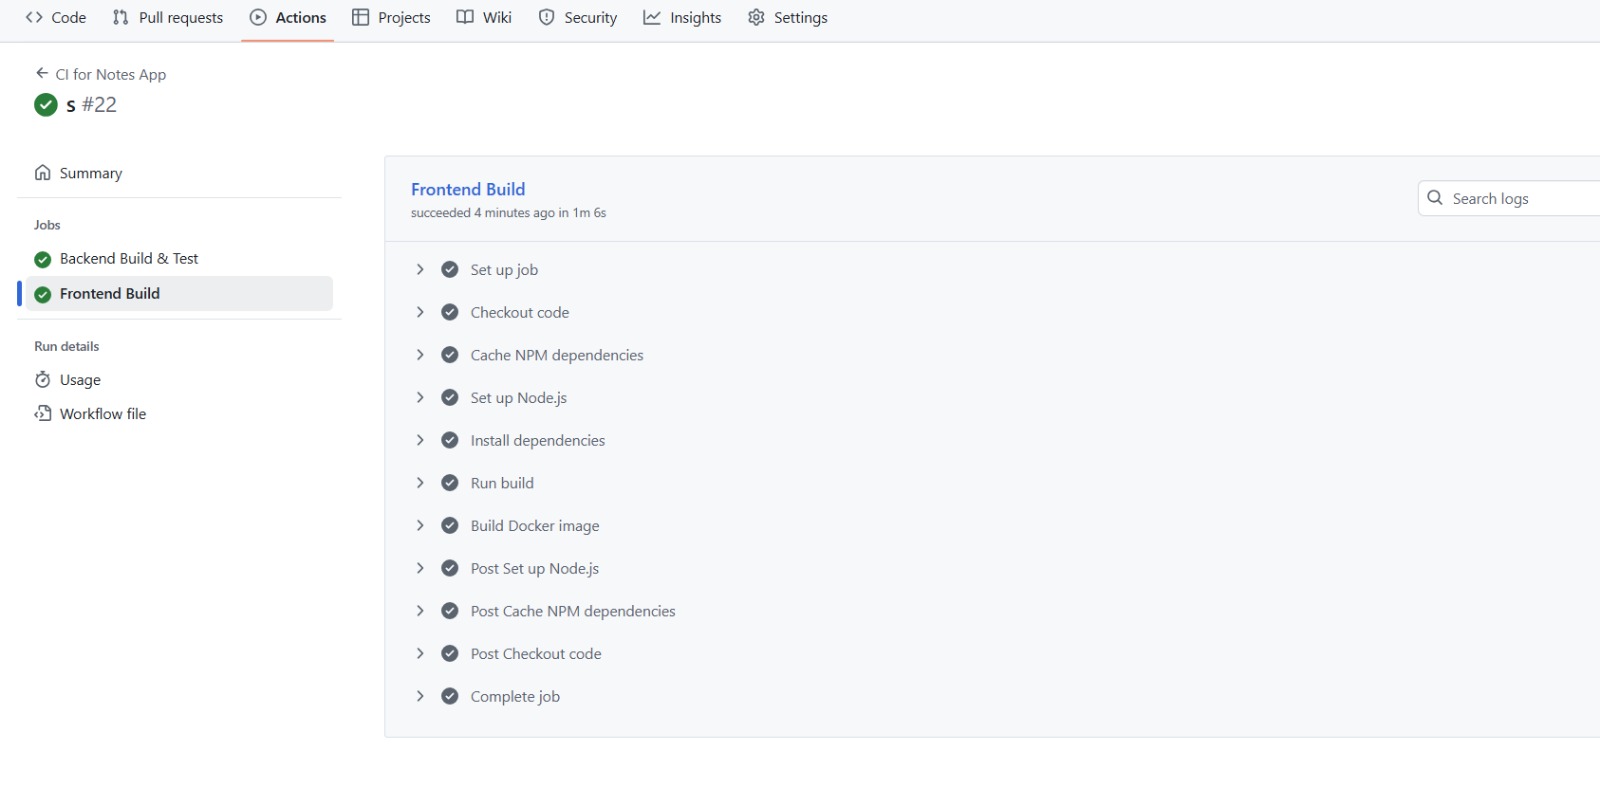 Code Pull requests Actions Projects Wiki Security Insights Settings
CI for Notes App
s #22
Summary
Jobs
Backend Build & Test
Frontend Build
Run details
Usage
Workflow file
Frontend Build
succeeded 4 minutes ago in 1m 6s
Search logs
Set up job
Checkout code
Cache NPM dependencies
Set up Node.js
Install dependencies
Run build
Build Docker image
Post Set up Node.js
Post Cache NPM dependencies
Post Checkout code
Complete job